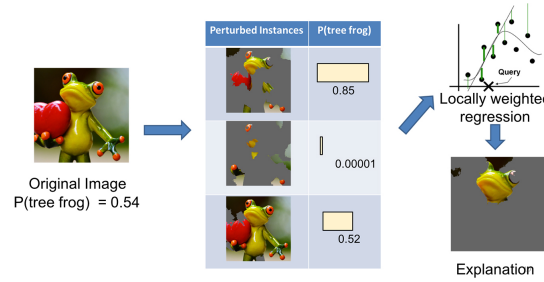 Original Image
P(tree frog) = 0.54
Perturbed Instances
P(tree frog)
0.85
0.00001
0.52
Query
Locally weighted
regression
Explanation